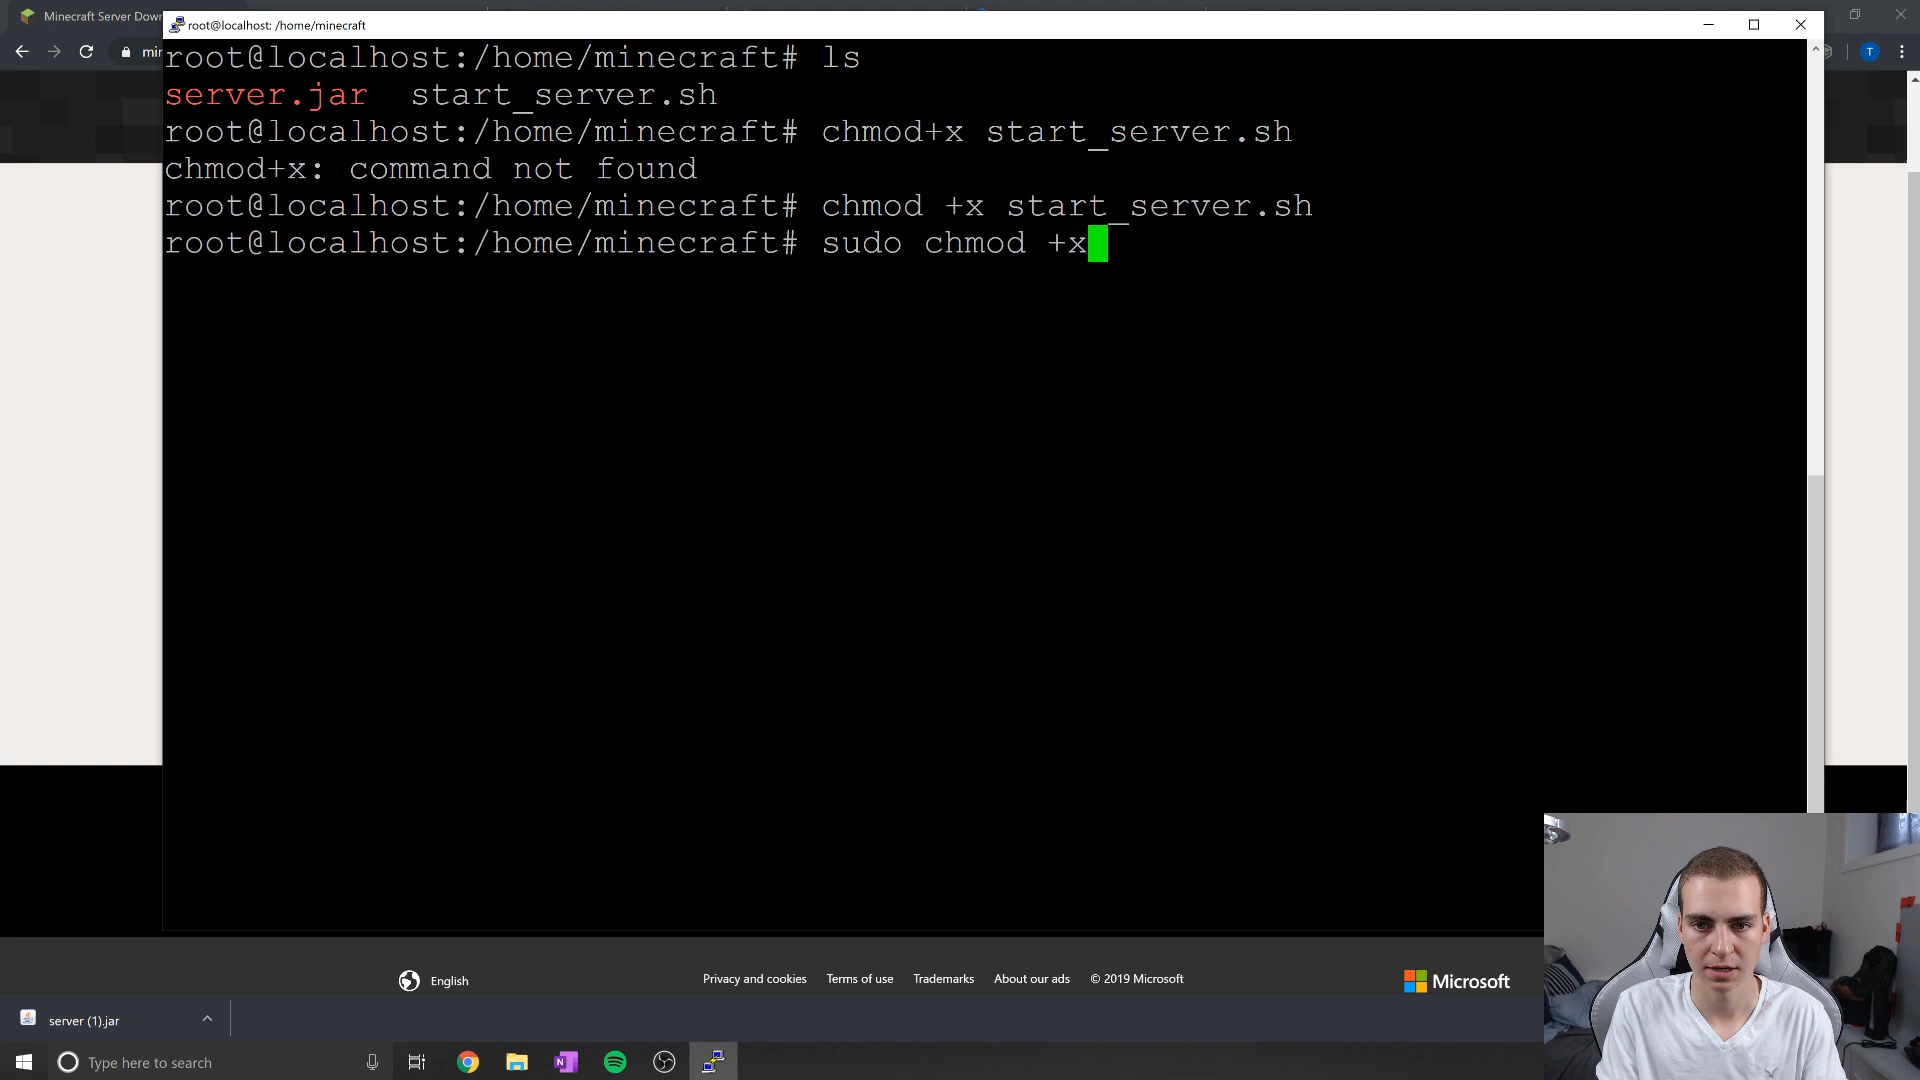 Minecraft Server Dow
root@localhost: /home/minecraft
min
T
root@localhost:/home/minecraft# ls
server.jar  start_server.sh
root@localhost:/home/minecraft# chmod+x start_server.sh
chmod+x: command not found
root@localhost:/home/minecraft# chmod +x start_server.sh
root@localhost:/home/minecraft# sudo chmod +x
English
Privacy and cookies
Terms of use
Trademarks
About our ads
© 2019 Microsoft
Microsoft
server (1).jar
Type here to search